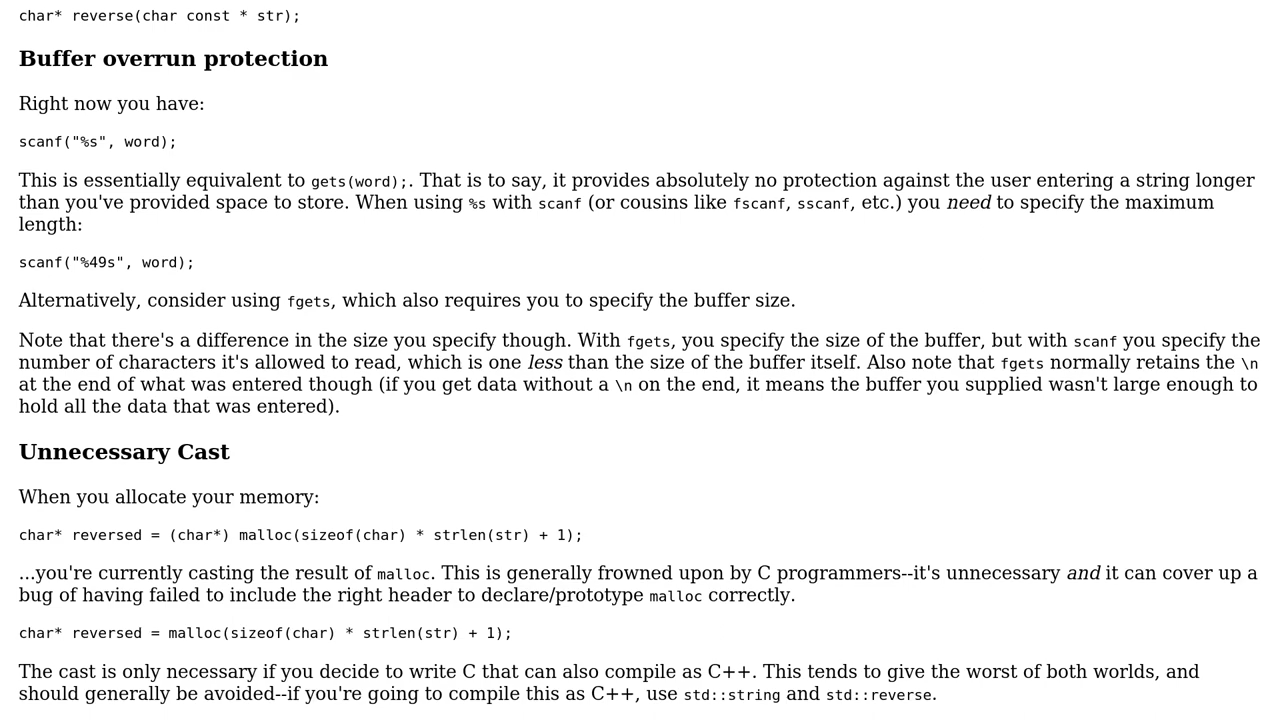 char* reverse(char const * str);
Buffer overrun protection
Right now you have:
scanf("%s", word);
This is essentially equivalent to gets(word);. That is to say, it provides absolutely no protection against the user entering a string longer
than you've provided space to store. When using %s with scanf (or cousins like fscanf, sscanf, etc.) you need to specify the maximum
length:
scanf("%49s", word);
Alternatively, consider using fgets, which also requires you to specify the buffer size.
Note that there's a difference in the size you specify though. With fgets, you specify the size of the buffer, but with scanf you specify the
number of characters it's allowed to read, which is one less than the size of the buffer itself. Also note that fgets normally retains the \n
at the end of what was entered though (if you get data without a \n on the end, it means the buffer you supplied wasn't large enough to
hold all the data that was entered).
Unnecessary Cast
When you allocate your memory:
char* reversed = (char*) malloc(sizeof(char) * strlen(str) + 1);
...you're currently casting the result of malloc. This is generally frowned upon by C programmers--it's unnecessary and it can cover up a
bug of having failed to include the right header to declare/prototype malloc correctly.
char* reversed = malloc(sizeof(char) * strlen(str) + 1);
The cast is only necessary if you decide to write C that can also compile as C++. This tends to give the worst of both worlds, and
should generally be avoided--if you're going to compile this as C++, use std::string and std::reverse.